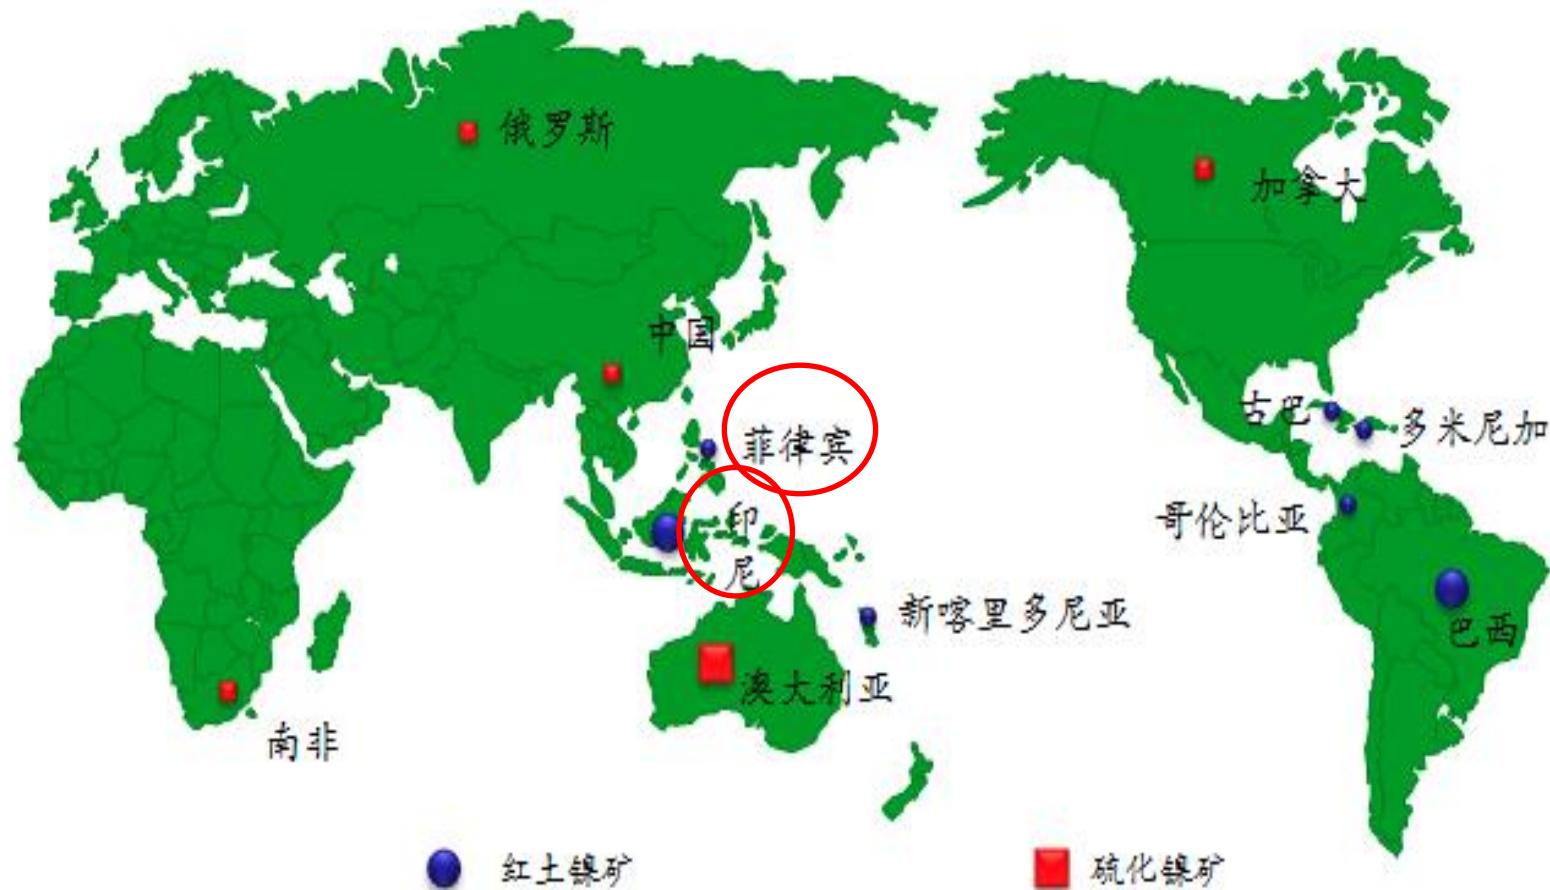 俄罗斯
加拿大
中国
古巴
多米尼加
菲律宾
哥伦比亚
印
尼
新喀里多尼亚
巴西
澳大利亚
南非
红土镍矿
硫化镍矿